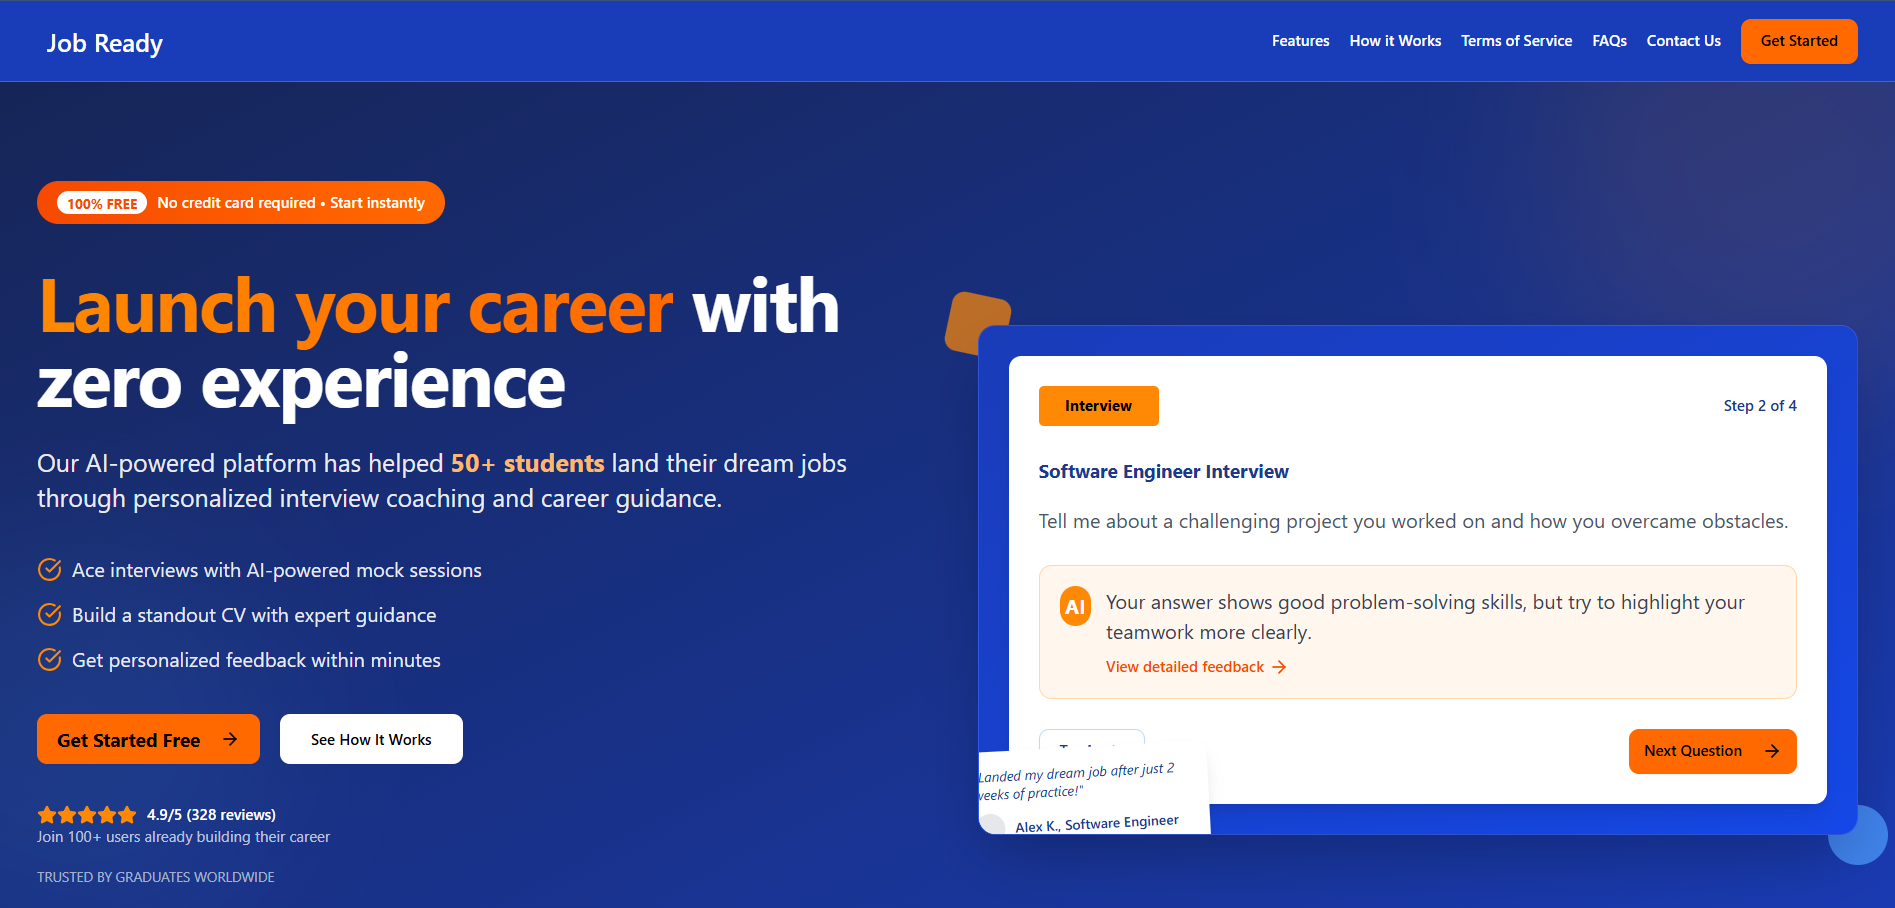 Job Ready
Features
How it Works
Terms of Service
FAQs
Contact Us
Get Started
100% FREE No credit card required • Start instantly
Launch your career with
zero experience
Our AI-powered platform has helped 50+ students land their dream jobs
through personalized interview coaching and career guidance.
Ace interviews with AI-powered mock sessions
Build a standout CV with expert guidance
Get personalized feedback within minutes
Get Started Free
See How It Works
4.9/5 (328 reviews)
Join 100+ users already building their career
TRUSTED BY GRADUATES WORLDWIDE
Interview
Step 2 of 4
Software Engineer Interview
Tell me about a challenging project you worked on and how you overcame obstacles.
AI
Your answer shows good problem-solving skills, but try to highlight your
teamwork more clearly.
View detailed feedback
Next Question
Landed my dream job after just 2
weeks of practice!"
Alex K., Software Engineer